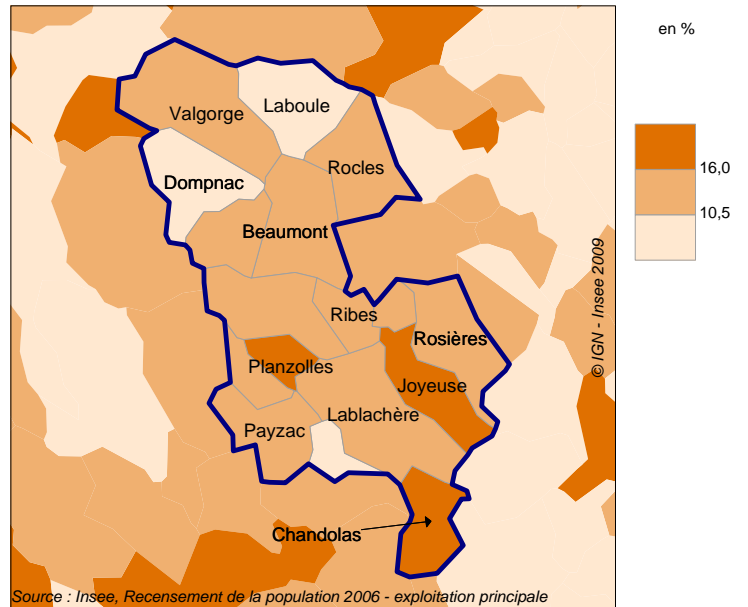 en %
16,0
10,5
Valgorge
Laboule
Rocles
Dompnac
Beaumont
Ribes
Rosières
Planzolles
Joyeuse
Lablachère
Payzac
Chandolas
© IGN - Insee 2009
Source : Insee, Recensement de la population 2006 - exploitation principale